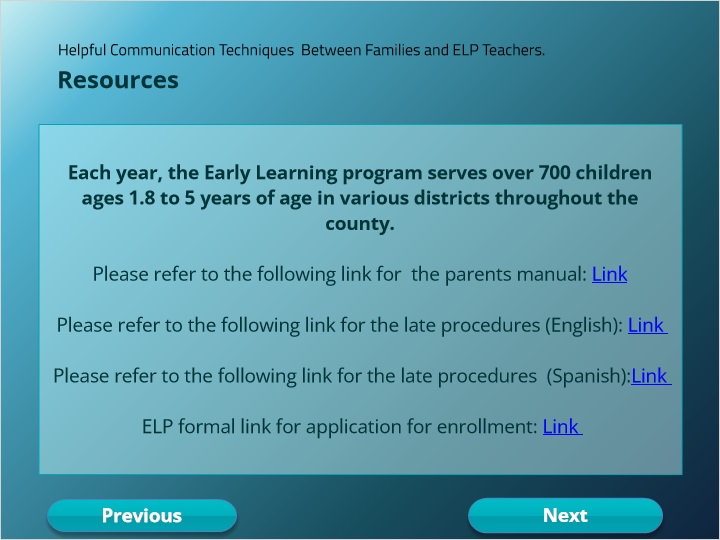 Helpful Communication Techniques  Between Families and ELP Teachers.
Resources
Each year, the Early Learning program serves over 700 children
ages 1.8 to 5 years of age in various districts throughout the
county.
Please refer to the following link for  the parents manual: Link
Please refer to the following link for the late procedures (English): Link
Please refer to the following link for the late procedures  (Spanish):Link
ELP formal link for application for enrollment: Link
Previous
Next